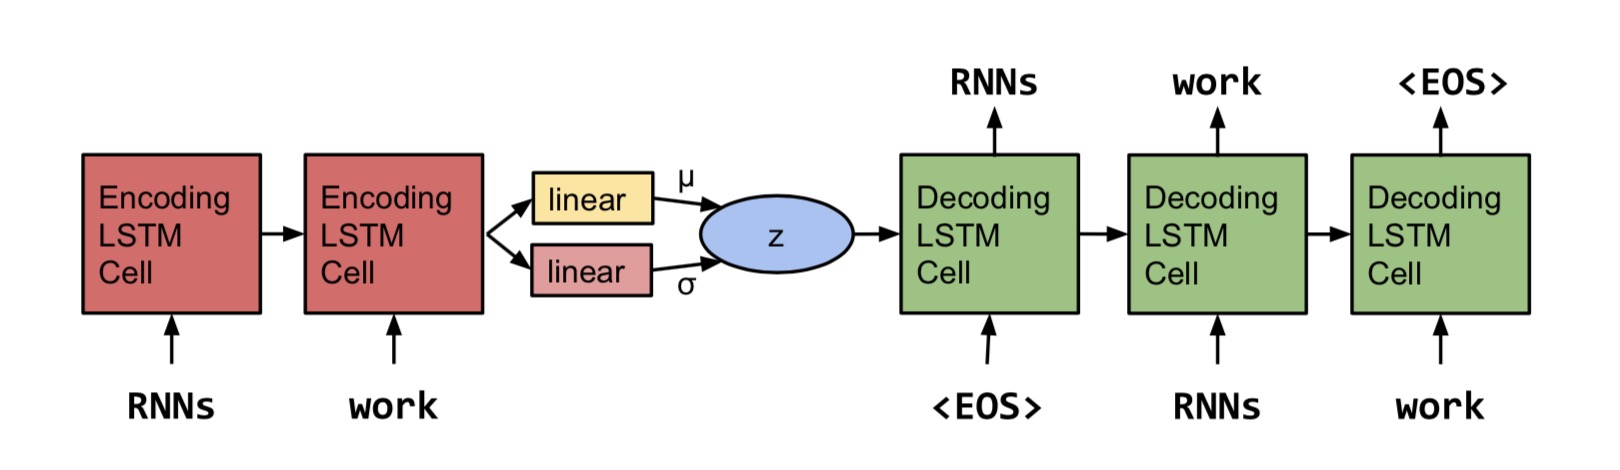 RNNs work <EOS>
Encoding
LSTM
Cell
Encoding
LSTM
Cell
linear
μ
linear
σ
z
Decoding
LSTM
Cell
Decoding
LSTM
Cell
Decoding
LSTM
Cell
RNNs work <EOS> RNNs work